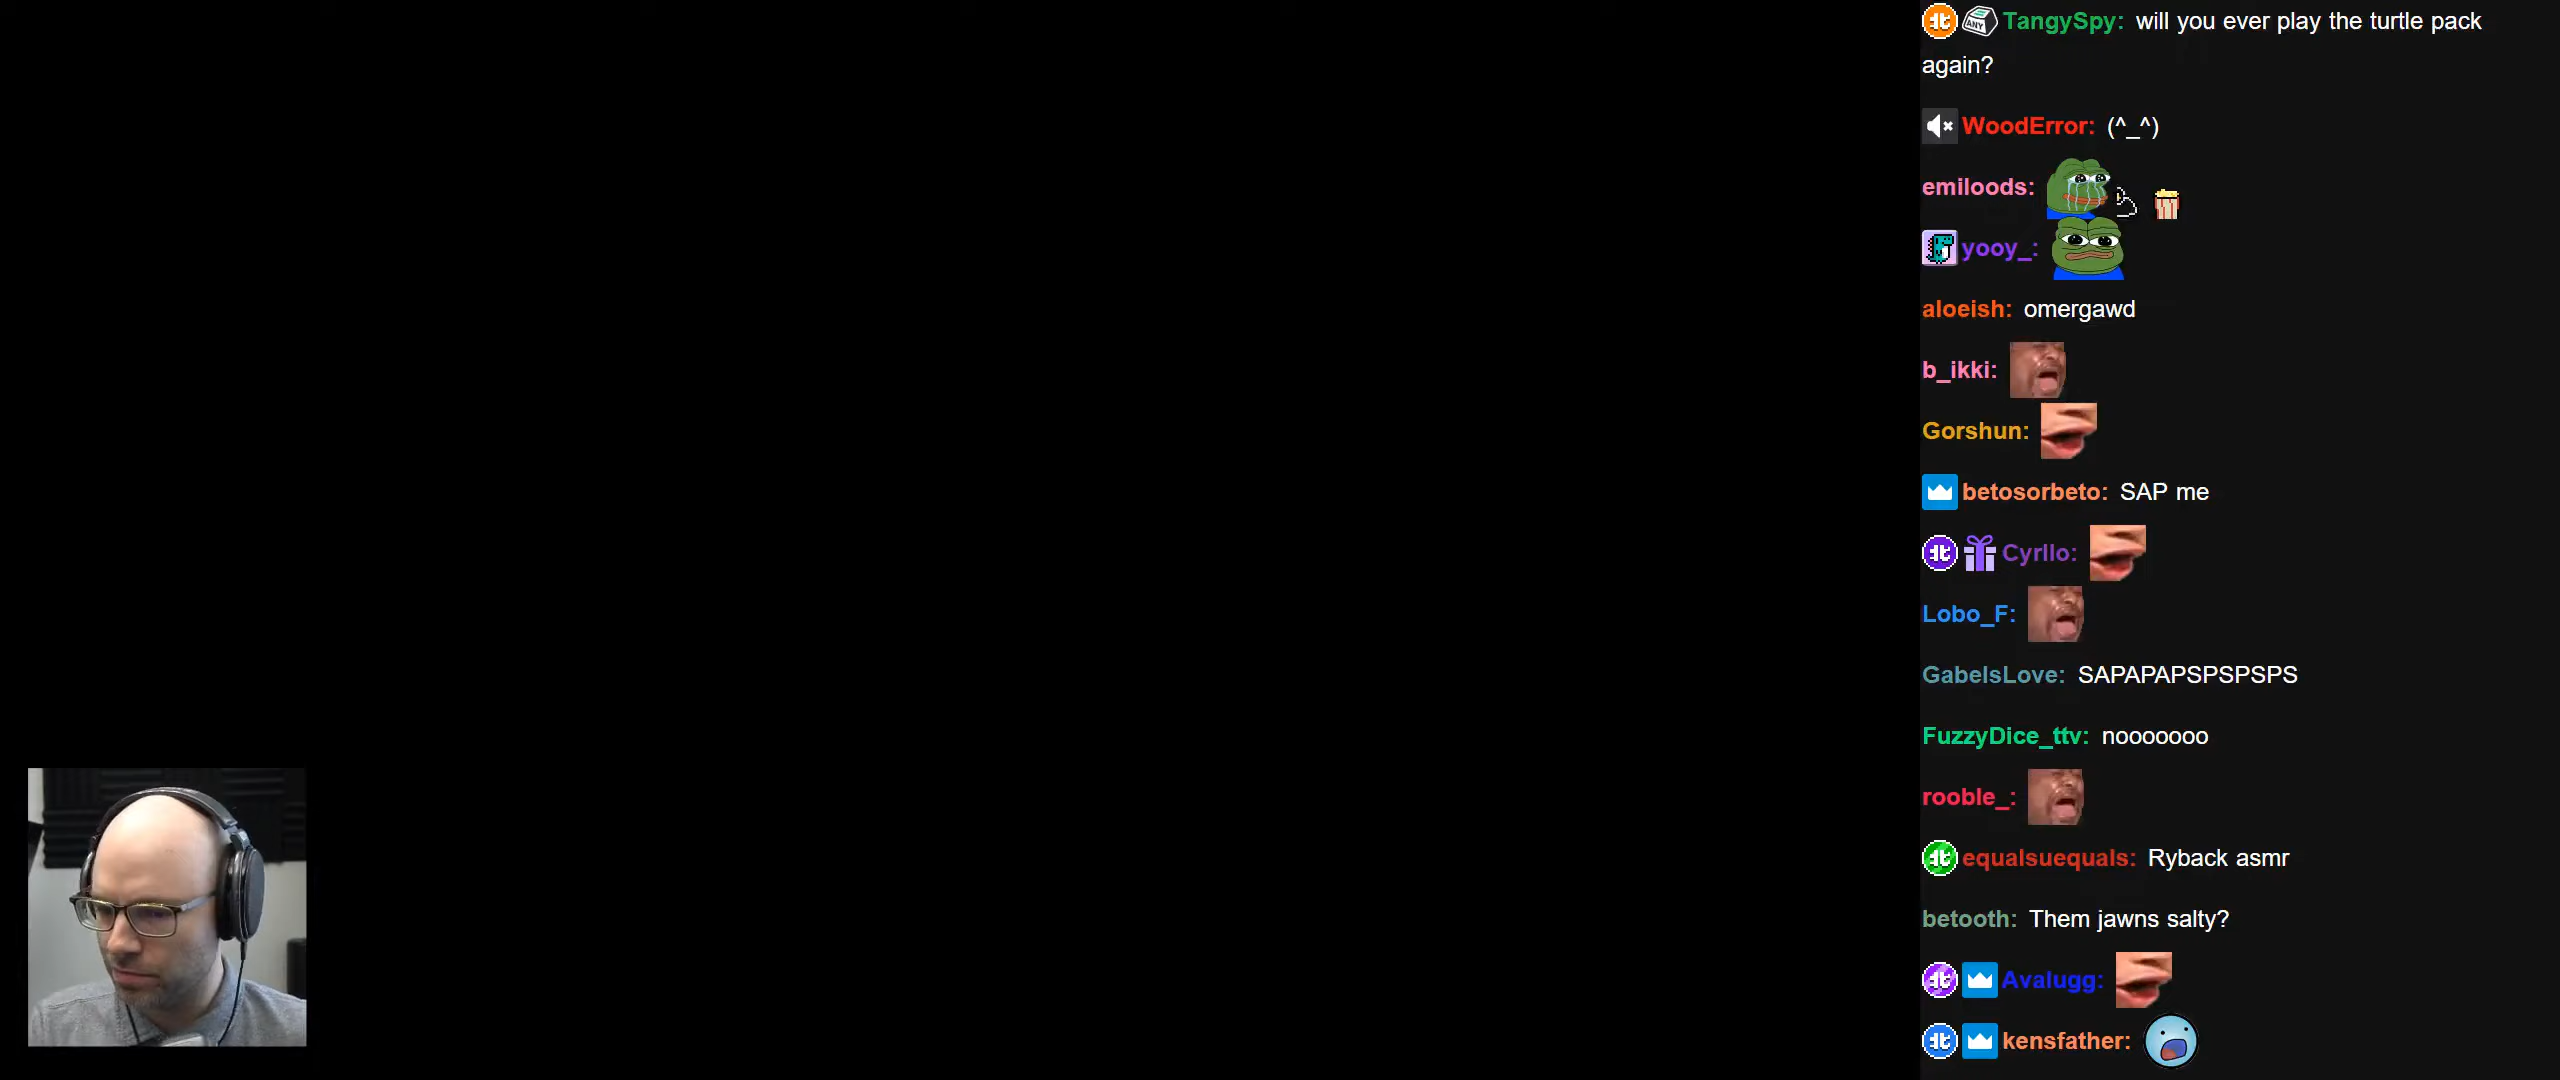 TangySpy: will you ever play the turtle pack
again?
WoodError: (^_^)
emiloods:
yooy_:
aloeish: omergawd
b_ikki:
Gorshun:
betosorbeto: SAP me
Cyrllo:
Lobo_F:
GabelsLove: SAPAPAPSPSPSPS
FuzzyDice_ttv: nooooooo
rooble_:
equalsuequals: Ryback asmr
betooth: Them jawns salty?
Avalugg:
kensfather: